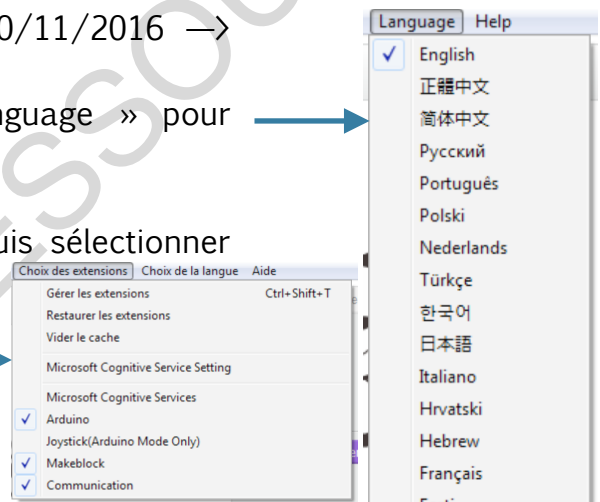 0/11/2016 —>
nguage » pour
uis sélectionner
Language Help
English
正體中文
简体中文
Русский
Português
Polski
Nederlands
Türkçe
한국어
日本語
Italiano
Hrvatski
Hebrew
Français
Choix des extensions Choix de la langue Aide
Gérer les extensions Ctrl+Shift+T
Restaurer les extensions
Vider le cache
Microsoft Cognitive Service Setting
Microsoft Cognitive Services
Arduino
Joystick(Arduino Mode Only)
Makeblock
Communication
ESSO